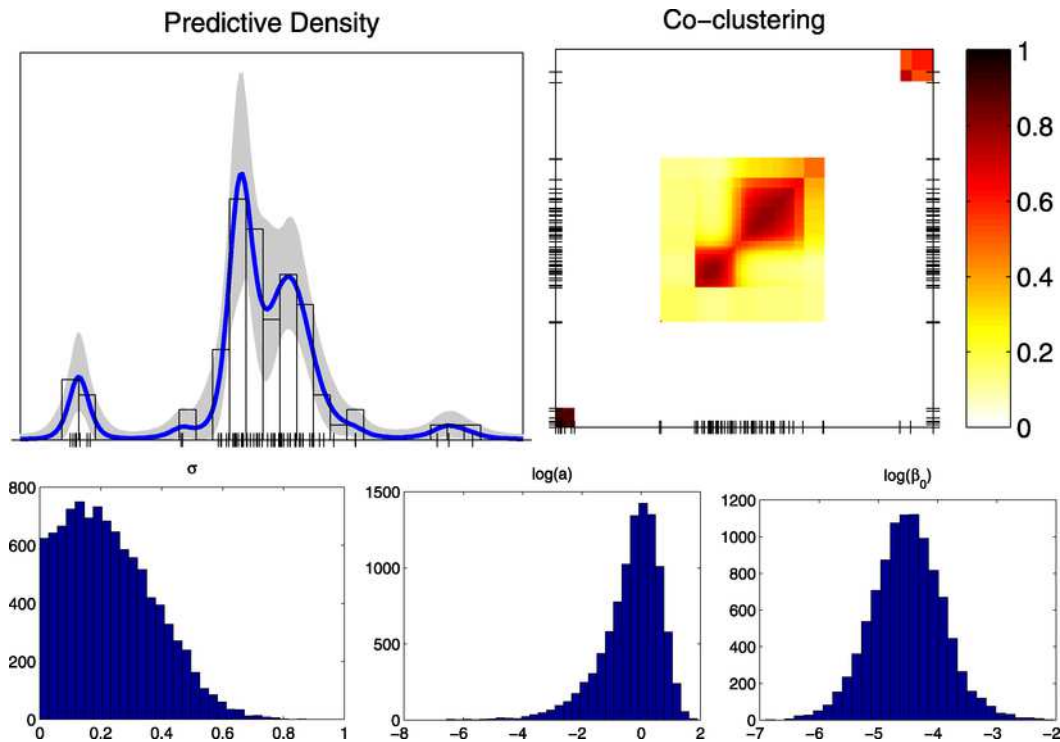 Predictive Density
Co-clustering
1
0.8
0.6
0.4
0.2
0
σ
800
600
400
200
0
0 0.2 0.4 0.6 0.8 1
log(a)
1500
1000
500
0
−8 −6 −4 −2 0 2
log(β₀)
1200
1000
800
600
400
200
0
−7 −6 −5 −4 −3 −2